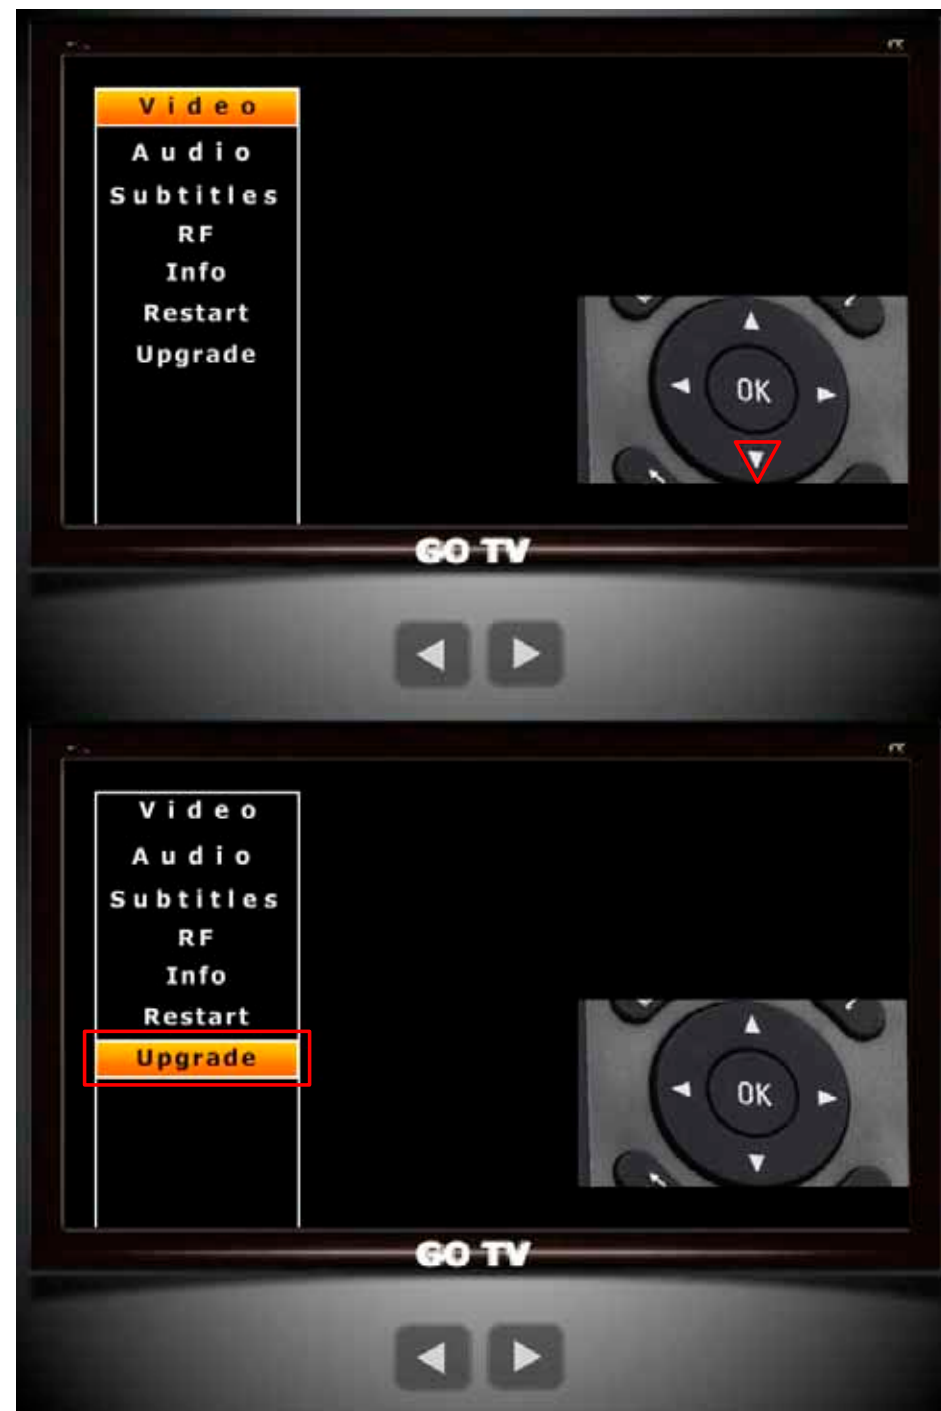 Video
Audio
Subtitles
RF
Info
Restart
Upgrade
OK
GO TV
Video
Audio
Subtitles
RF
Info
Restart
Upgrade
OK
GO TV